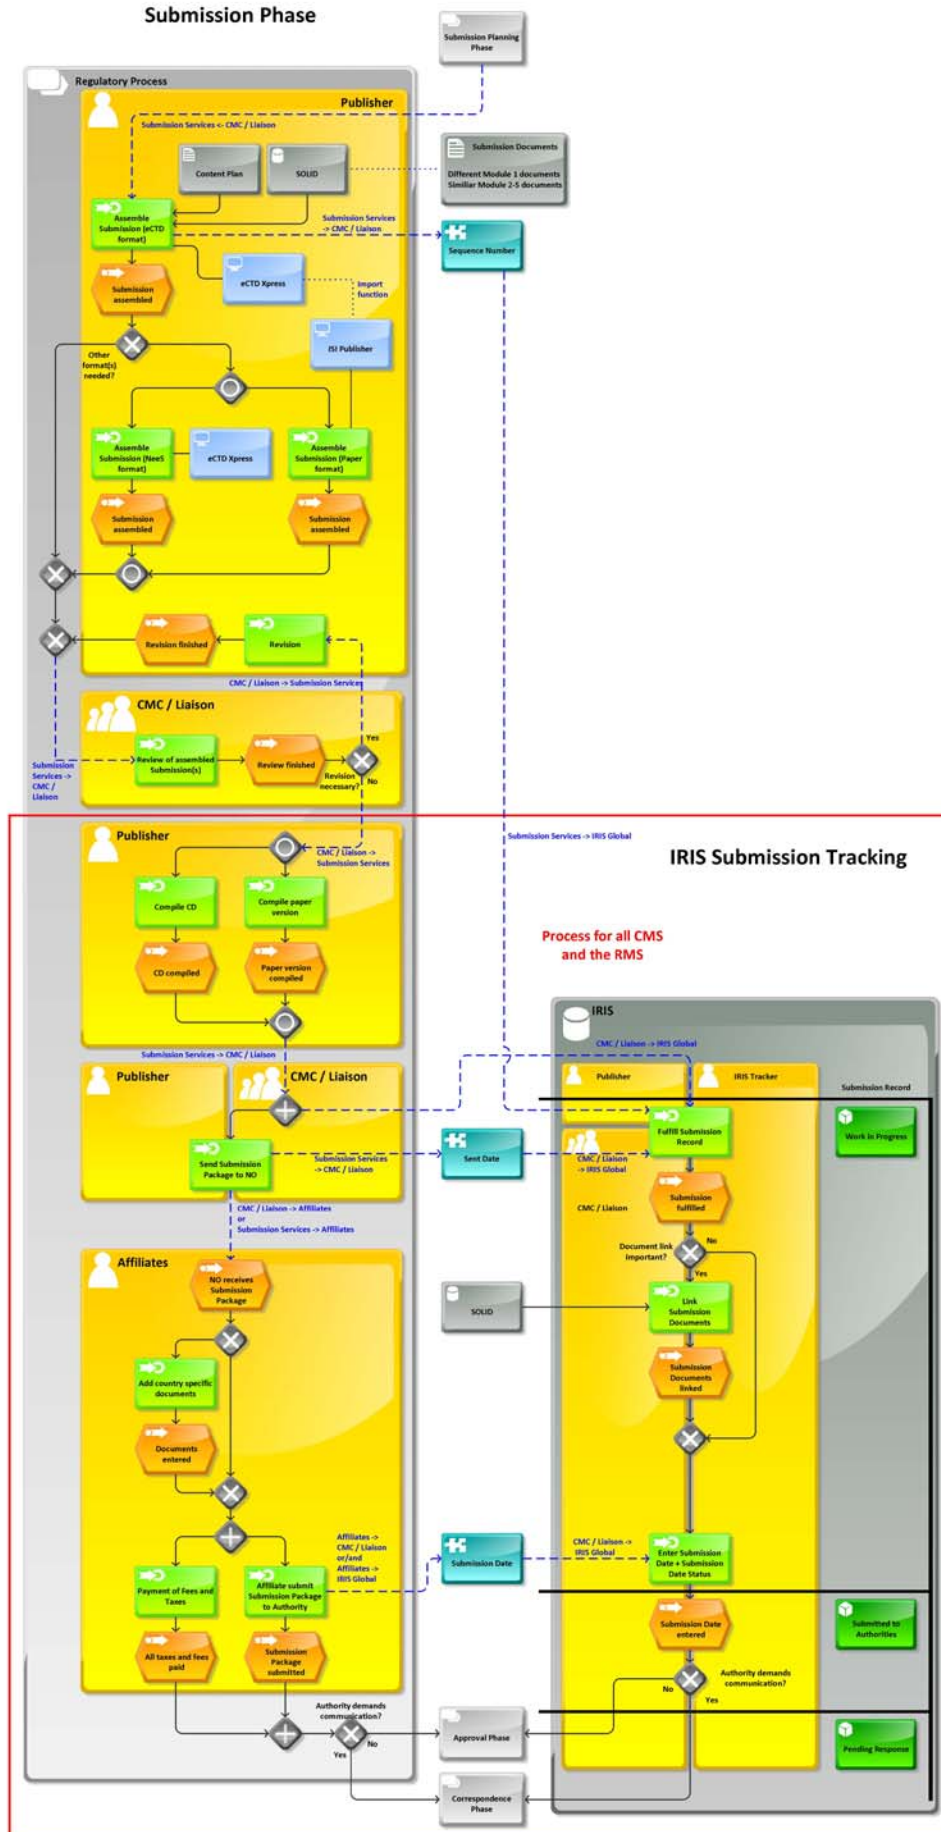 Submission Phase
Submission Planning
Phase
Regulatory Process
Publisher
Submission Services <- CMC / Liaison
Content Plan
SOLID
Submission Documents
Different Module 1 documents
Similiar Module 2-5 documents
Assemble
Submission (eCTD
format)
Submission Services
-> CMC / Liaison
Sequence Number
Submission
assembled
eCTD Xpress
Import
function
ISI Publisher
Other
format(s)
needed?
Assemble
Submission (NeeS
format)
eCTD Xpress
Assemble
Submission (Paper
format)
Submission
assembled
Submission
assembled
Revision finished
Revision
CMC / Liaison -> Submission Services
CMC / Liaison
Yes
Submission
Services ->
CMC /
Liaison
Review of assembled
Submission(s)
Review finished
Revision
necessary?
No
Publisher
CMC / Liaison ->
Submission Services
Submission Services -> IRIS Global
IRIS Submission Tracking
Compile CD
Compile paper
version
Process for all CMS
and the RMS
CD compiled
Paper version
compiled
IRIS
Submission Services -> CMC / Liaison
CMC / Liaison -> IRIS Global
Publisher
CMC / Liaison
Publisher
IRIS Tracker
Submission Record
Fulfill Submission
Record
Work in Progress
Send Submission
Package to NO
Submission Services
-> CMC / Liaison
Sent Date
CMC / Liaison
-> IRIS Global
CMC / Liaison
Submission
fulfilled
CMC / Liaison -> Affiliates
or
Submission Services -> Affiliates
Document link
important?
No
Yes
Affiliates
NO receives
Submission
Package
SOLID
Link
Submission
Documents
Add country specific
documents
Submission
Documents
linked
Documents
entered
Affiliates ->
CMC / Liaison
or/and
Affiliates ->
IRIS Global
Submission Date
CMC / Liaison ->
IRIS Global
Enter Submission
Date + Submission
Date Status
Payment of Fees and
Taxes
Affiliate submit
Submission Package
to Authority
Submission Date
entered
Submitted to
Authorities
All taxes and fees
paid
Submission
Package
submitted
Authority demands
communication?
No
Yes
Authority demands
communication?
No
Yes
Approval Phase
Pending Response
Correspondence
Phase